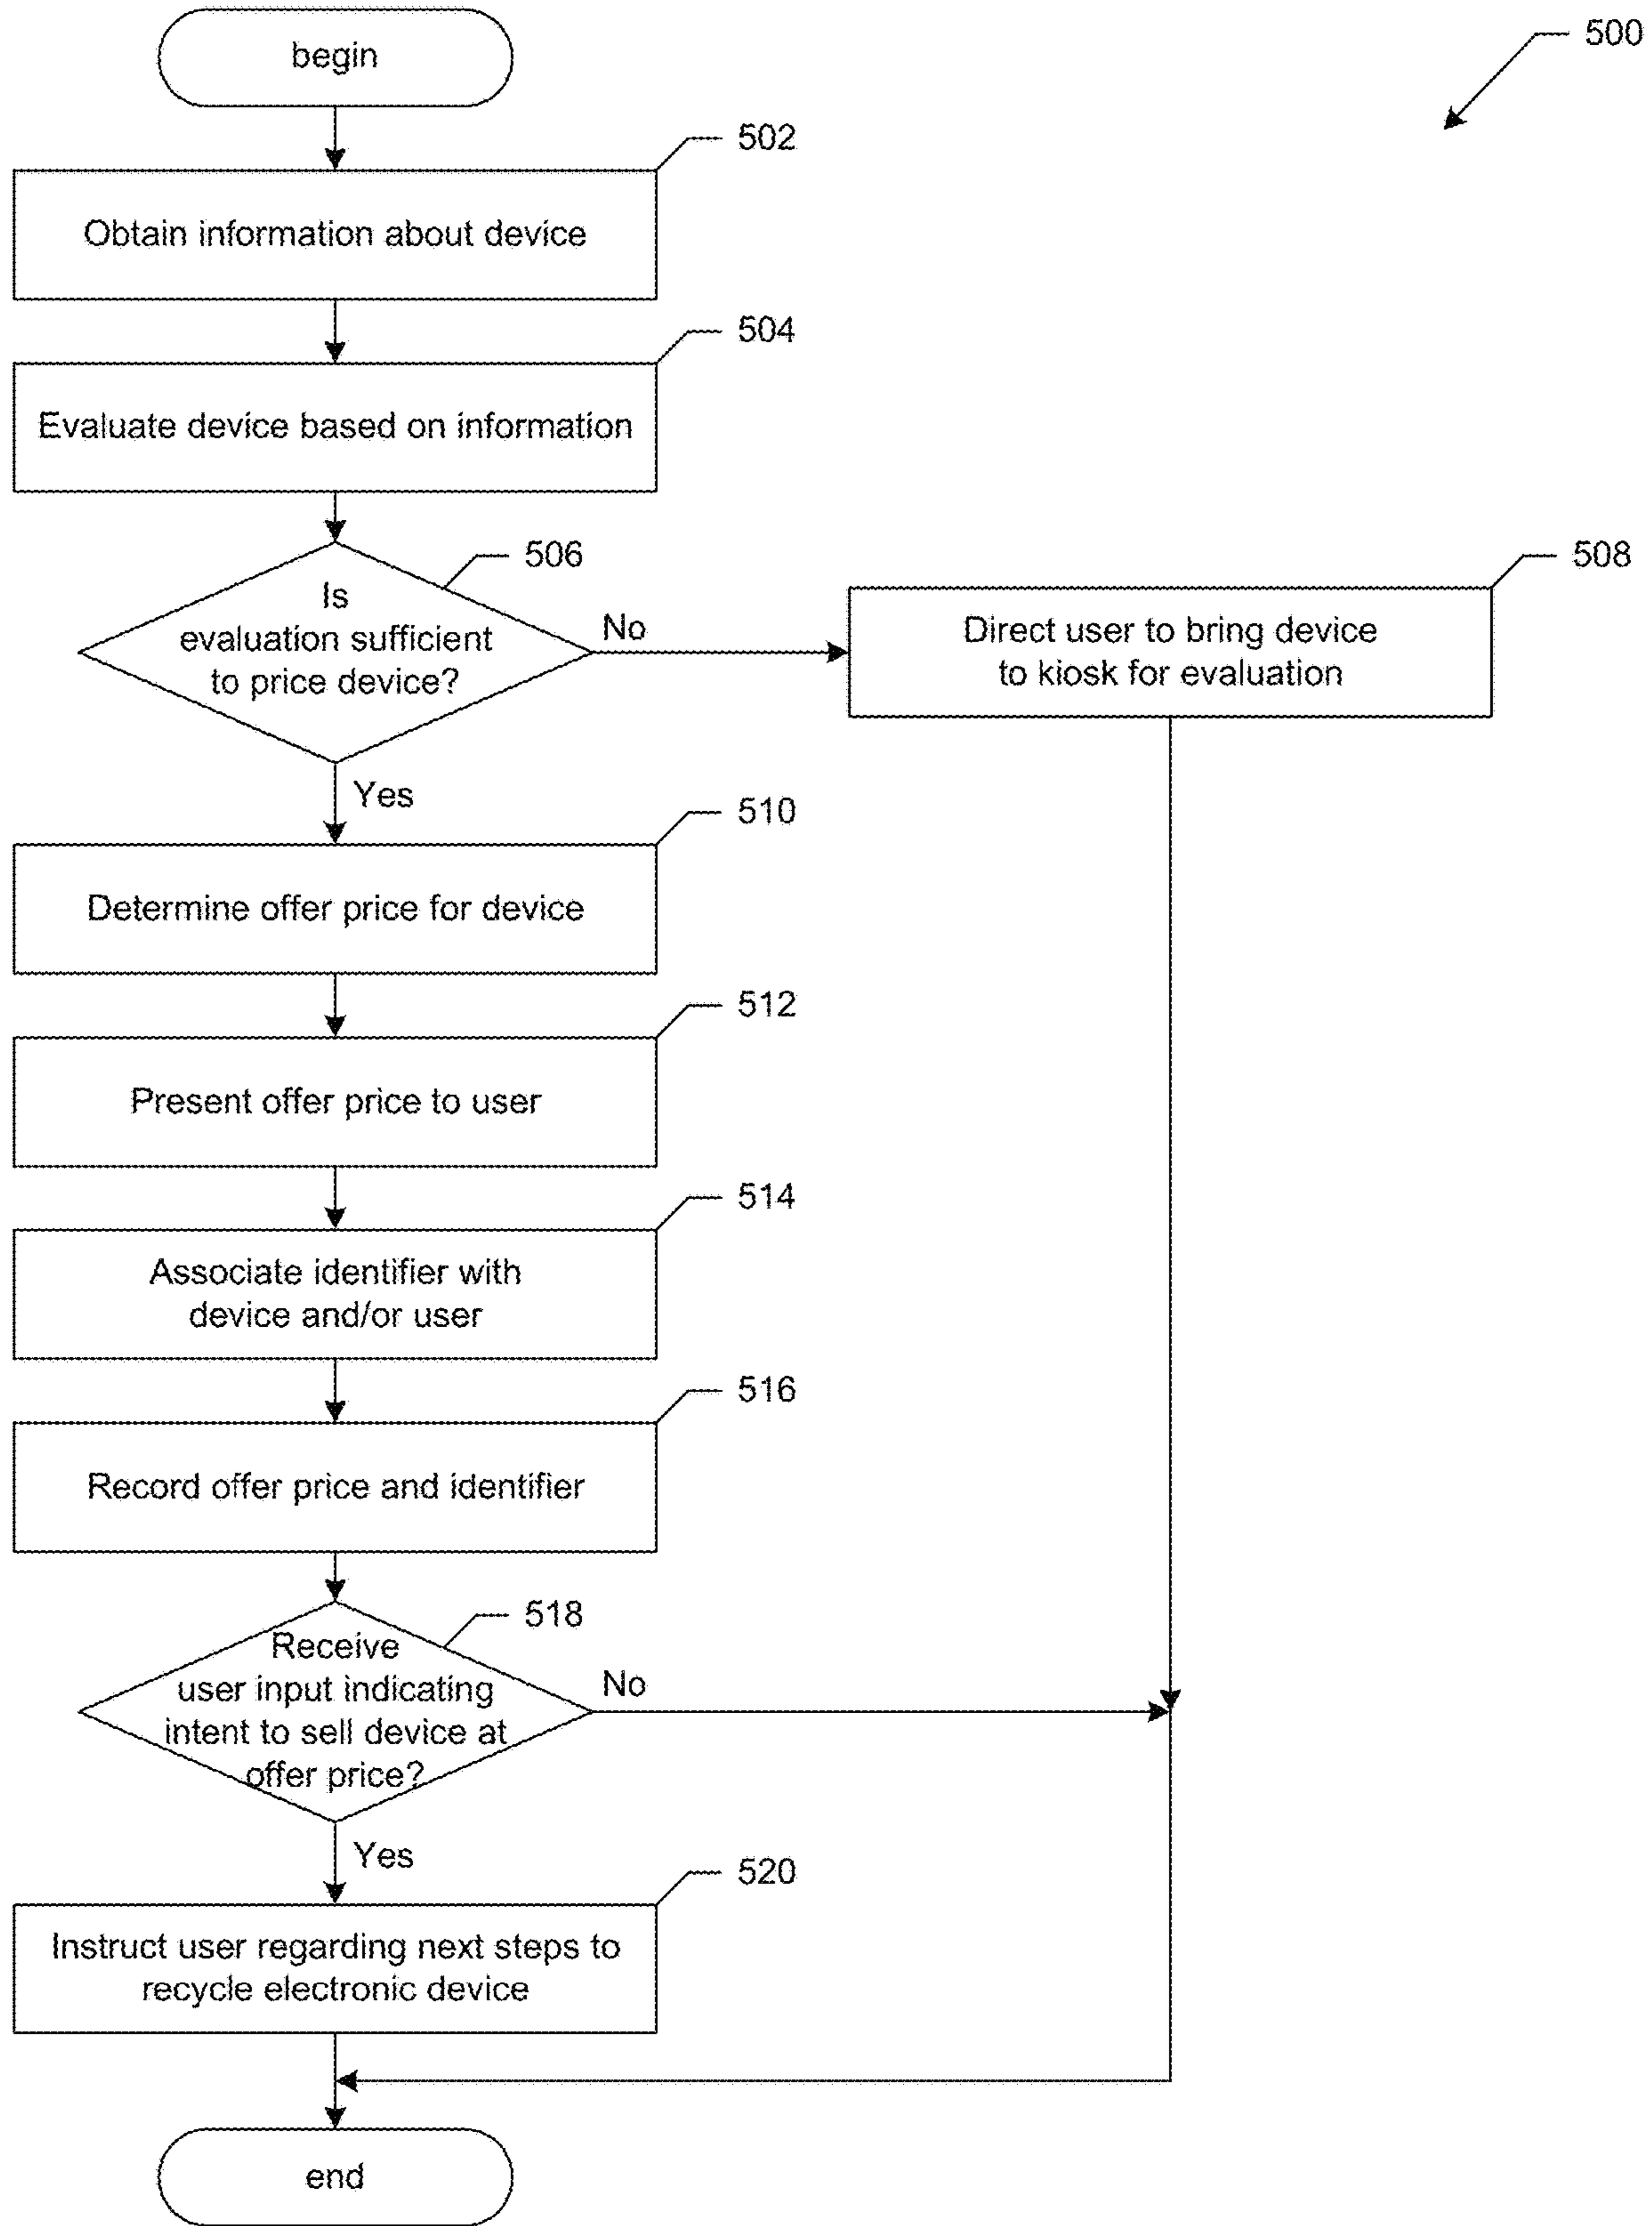 begin
500
502
Obtain information about device
504
Evaluate device based on information
506
Is
evaluation sufficient
to price device?
No
508
Direct user to bring device
to kiosk for evaluation
Yes
510
Determine offer price for device
512
Present offer price to user
514
Associate identifier with
device and/or user
516
Record offer price and identifier
518
Receive
user input indicating
intent to sell device at
offer price?
No
Yes
520
Instruct user regarding next steps to
recycle electronic device
end